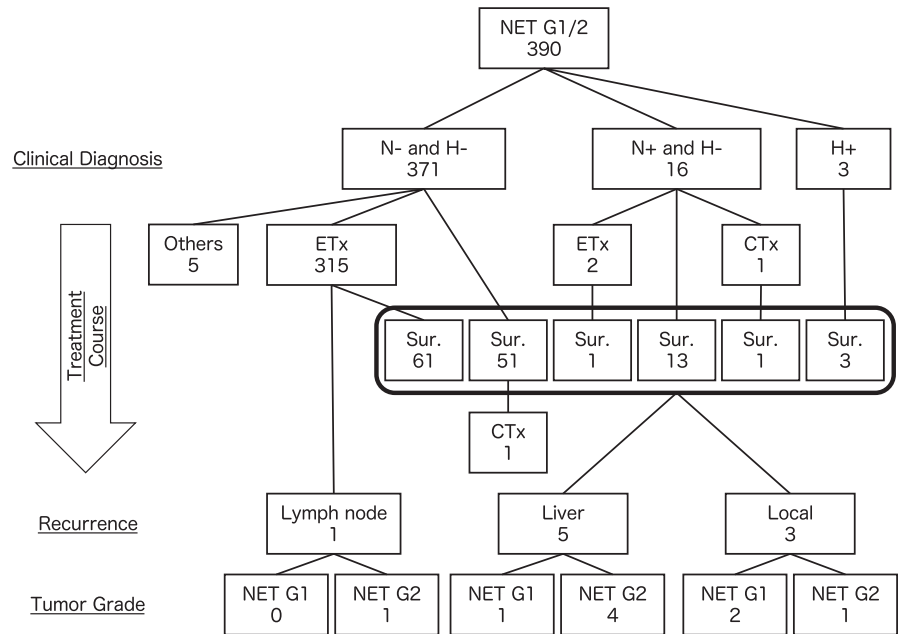 NET G1/2
390
Clinical Diagnosis
N- and H-
371
N+ and H-
16
H+
3
Treatment
Course
Others
5
ETx
315
ETx
2
CTx
1
Sur.
61
Sur.
51
Sur.
1
Sur.
13
Sur.
1
Sur.
3
CTx
1
Recurrence
Lymph node
1
Liver
5
Local
3
Tumor Grade
NET G1
0
NET G2
1
NET G1
1
NET G2
4
NET G1
2
NET G2
1